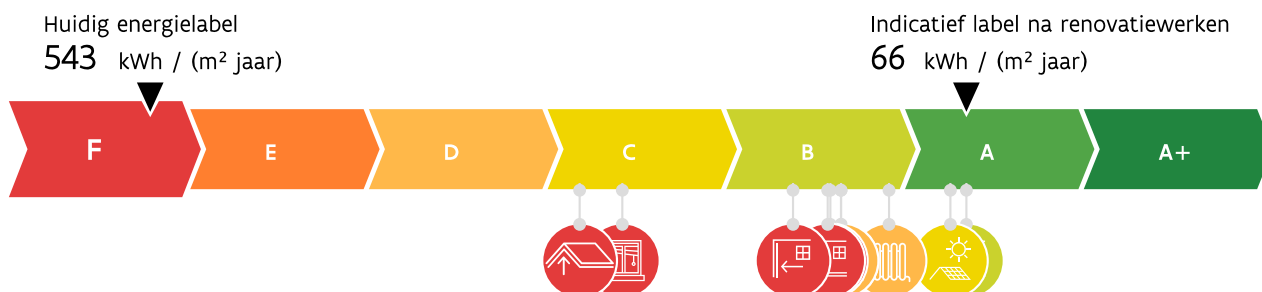 Huidig energielabel
543 kWh / (m² jaar)
Indicatief label na renovatiewerken
66 kWh / (m² jaar)
F E D C B A A+